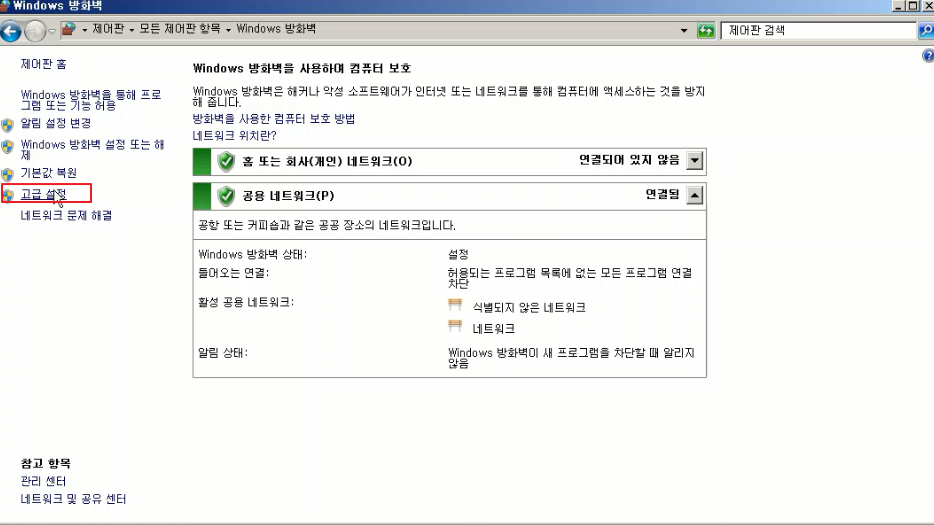 Windows 방화벽
제어판 ▾ 모든 제어판 항목 ▾ Windows 방화벽
제어판 검색
제어판 홈
Windows 방화벽을 통해 프로
그램 또는 기능 허용
알림 설정 변경
Windows 방화벽 설정 또는 해
제
기본값 복원
고급 설정
네트워크 문제 해결
Windows 방화벽을 사용하여 컴퓨터 보호
Windows 방화벽은 해커나 악성 소프트웨어가 인터넷 또는 네트워크를 통해 컴퓨터에 액세스하는 것을 방지
해 줍니다.
방화벽을 사용한 컴퓨터 보호 방법
네트워크 위치란?
홈 또는 회사(개인) 네트워크(O) 연결되어 있지 않음
공용 네트워크(P) 연결됨
공항 또는 커피숍과 같은 공공 장소의 네트워크입니다.
Windows 방화벽 상태: 설정
들어오는 연결: 허용되는 프로그램 목록에 없는 모든 프로그램 연결
차단
활성 공용 네트워크: 식별되지 않은 네트워크
네트워크
알림 상태: Windows 방화벽이 새 프로그램을 차단할 때 알리지
않음
참고 항목
관리 센터
네트워크 및 공유 센터